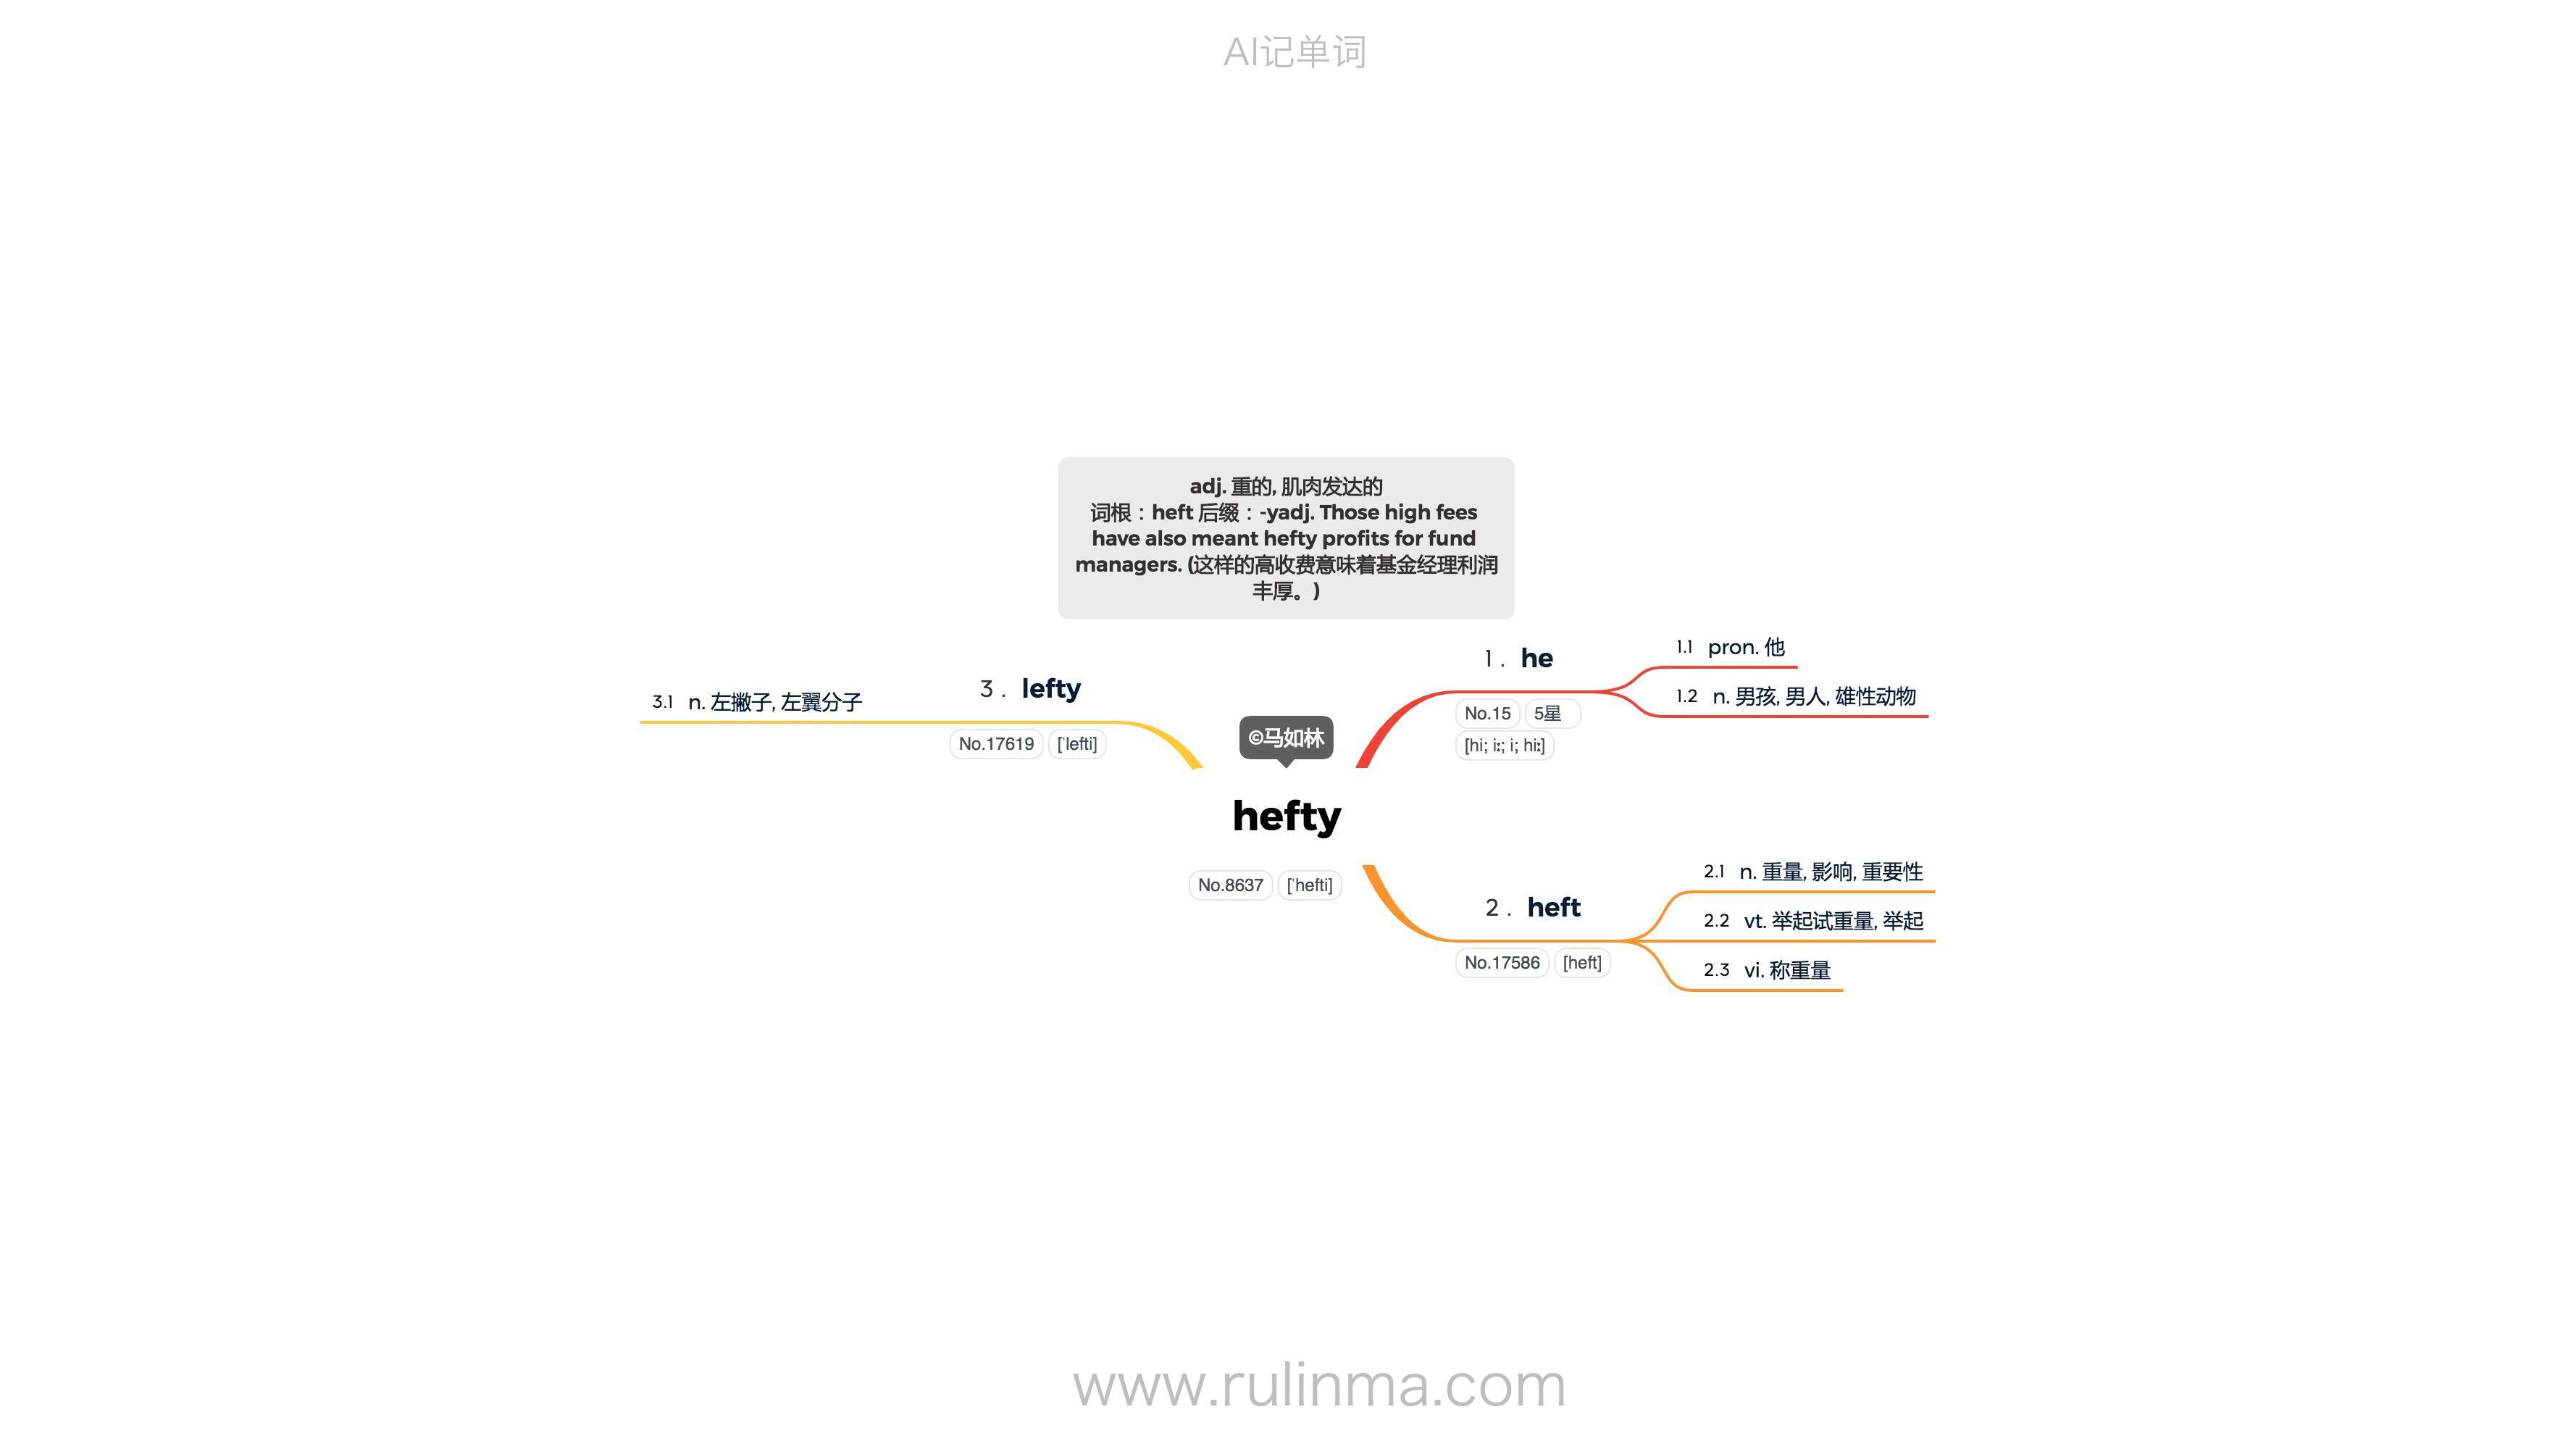 AI记单词
adj. 重的, 肌肉发达的
词根：heft 后缀：-yadj. Those high fees
have also meant hefty profits for fund
managers. (这样的高收费意味着基金经理利润
丰厚。)
1. he
No.15 5星
[hi; iː; i; hiː]
1.1 pron. 他
1.2 n. 男孩, 男人, 雄性动物
3. lefty
No.17619 ['lefti]
3.1 n. 左撇子, 左翼分子
©马如林
hefty
No.8637 ['hefti]
2. heft
No.17586 [heft]
2.1 n. 重量, 影响, 重要性
2.2 vt. 举起试重量, 举起
2.3 vi. 称重量
www.rulinma.com